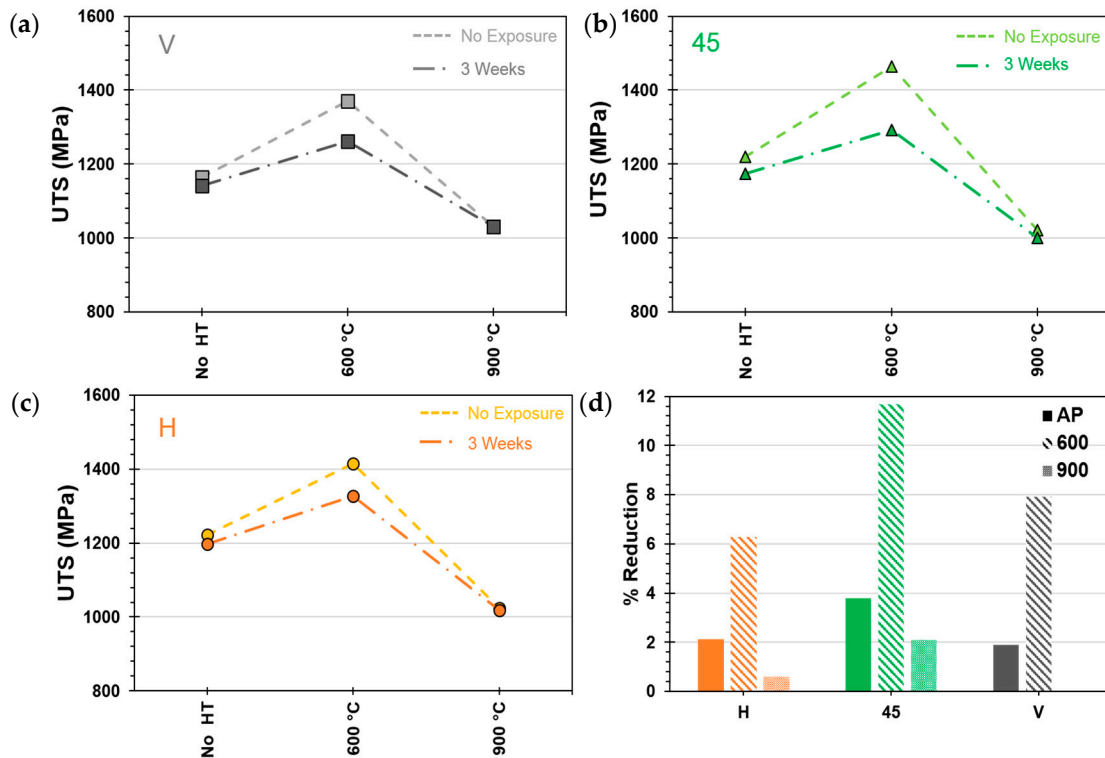 (a)
UTS (MPa)
1600
1400
1200
1000
800
V
No Exposure
3 Weeks
No HT
600 °C
900 °C
(b)
UTS (MPa)
1600
1400
1200
1000
800
45
No Exposure
3 Weeks
No HT
600 °C
900 °C
(c)
UTS (MPa)
1600
1400
1200
1000
800
H
No Exposure
3 Weeks
No HT
600 °C
900 °C
(d)
% Reduction
12
10
8
6
4
2
0
AP
600
900
H
45
V